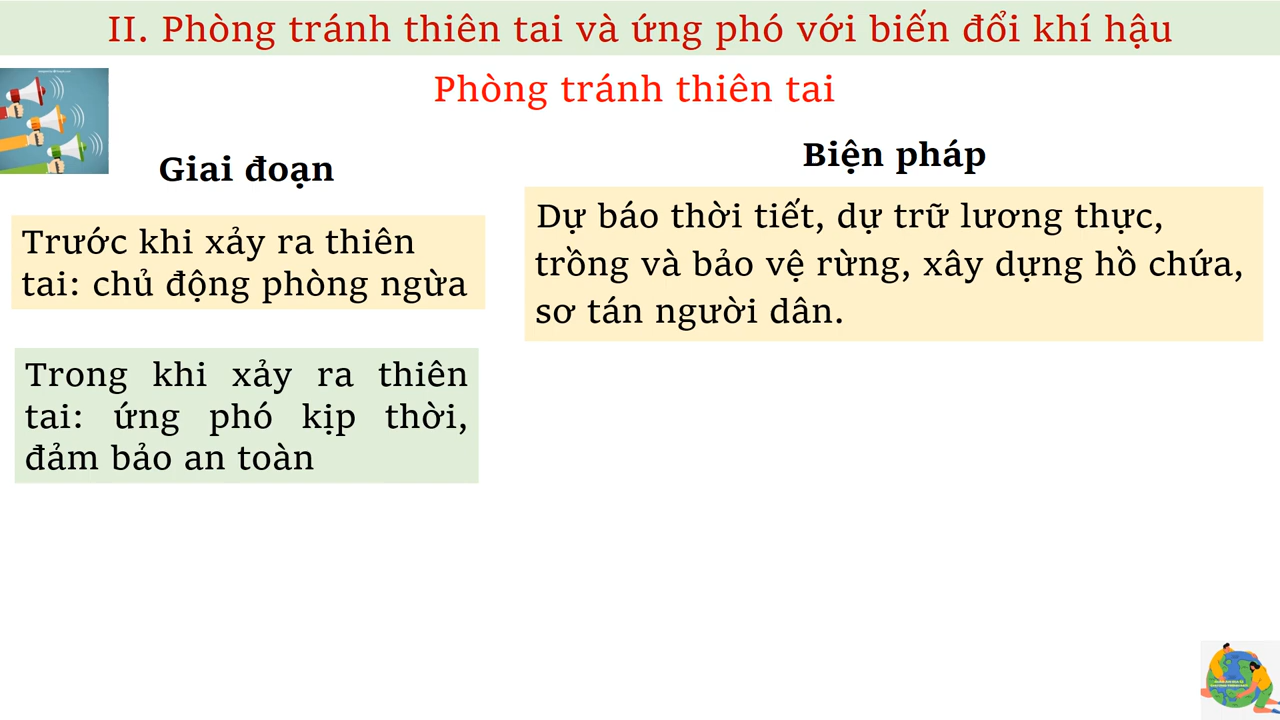 II. Phòng tránh thiên tai và ứng phó với biến đổi khí hậu
Phòng tránh thiên tai
Giai đoạn
Biện pháp
Trước khi xảy ra thiên
tai: chủ động phòng ngừa
Dự báo thời tiết, dự trữ lương thực,
trồng và bảo vệ rừng, xây dựng hồ chứa,
sơ tán người dân.
Trong khi xảy ra thiên
tai: ứng phó kịp thời,
đảm bảo an toàn